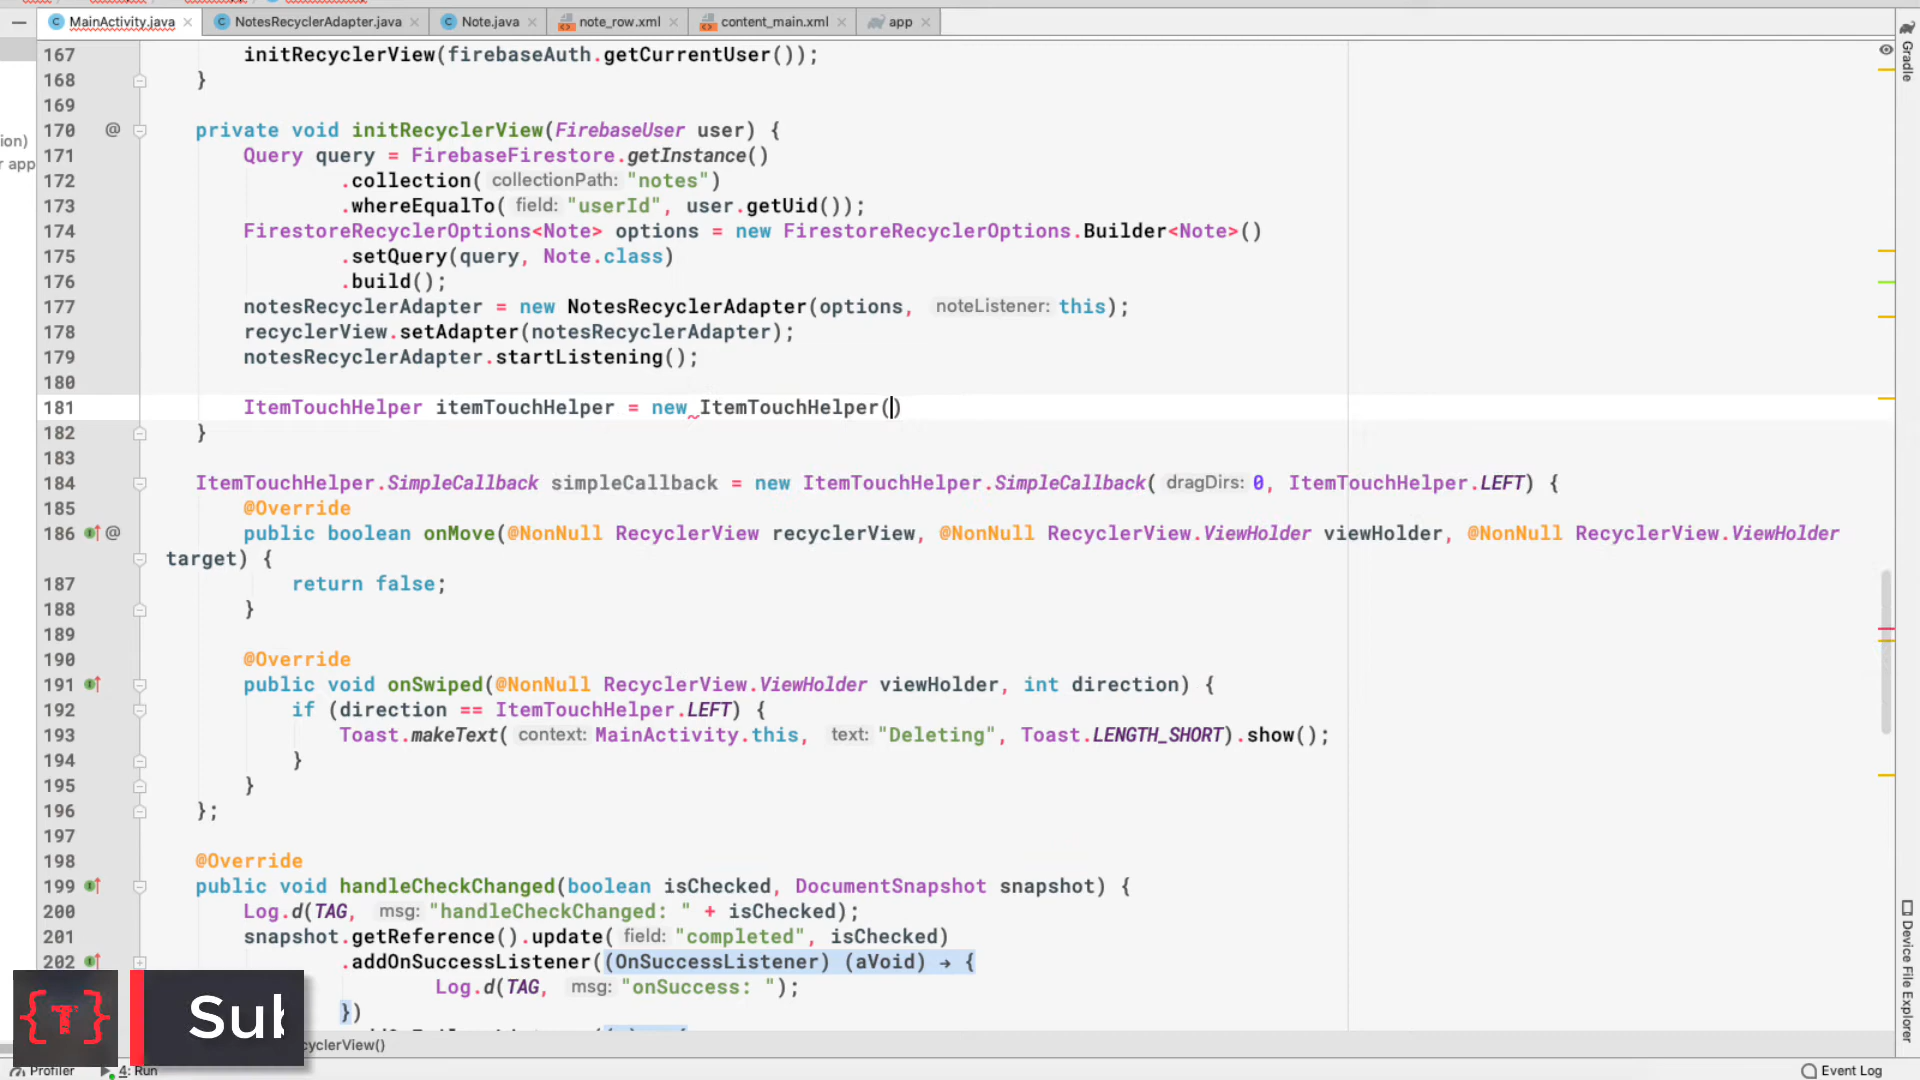 MainActivity.java NotesRecyclerAdapter.java Note.java note_row.xml content_main.xml app
Gradle
ion)
r app
167 initRecyclerView(firebaseAuth.getCurrentUser());
168 }
169
170 @ private void initRecyclerView(FirebaseUser user) {
171 Query query = FirebaseFirestore.getInstance()
172 .collection( collectionPath: "notes")
173 .whereEqualTo( field: "userId", user.getUid());
174 FirestoreRecyclerOptions<Note> options = new FirestoreRecyclerOptions.Builder<Note>()
175 .setQuery(query, Note.class)
176 .build();
177 notesRecyclerAdapter = new NotesRecyclerAdapter(options, noteListener: this);
178 recyclerView.setAdapter(notesRecyclerAdapter);
179 notesRecyclerAdapter.startListening();
180
181 ItemTouchHelper itemTouchHelper = new ItemTouchHelper()
182 }
183
184 ItemTouchHelper.SimpleCallback simpleCallback = new ItemTouchHelper.SimpleCallback( dragDirs: 0, ItemTouchHelper.LEFT) {
185 @Override
186 @ public boolean onMove(@NonNull RecyclerView recyclerView, @NonNull RecyclerView.ViewHolder viewHolder, @NonNull RecyclerView.ViewHolder
target) {
187 return false;
188 }
189
190 @Override
191 public void onSwiped(@NonNull RecyclerView.ViewHolder viewHolder, int direction) {
192 if (direction == ItemTouchHelper.LEFT) {
193 Toast.makeText( context: MainActivity.this, text: "Deleting", Toast.LENGTH_SHORT).show();
194 }
195 }
196 };
197
198 @Override
199 public void handleCheckChanged(boolean isChecked, DocumentSnapshot snapshot) {
200 Log.d(TAG, msg: "handleCheckChanged: " + isChecked);
201 snapshot.getReference().update( field: "completed", isChecked)
202 .addOnSuccessListener((OnSuccessListener) (aVoid) → {
Log.d(TAG, msg: "onSuccess: ");
})
Device File Explorer
{T} Sub
cyclerView()
Profiler 4: Run Event Log